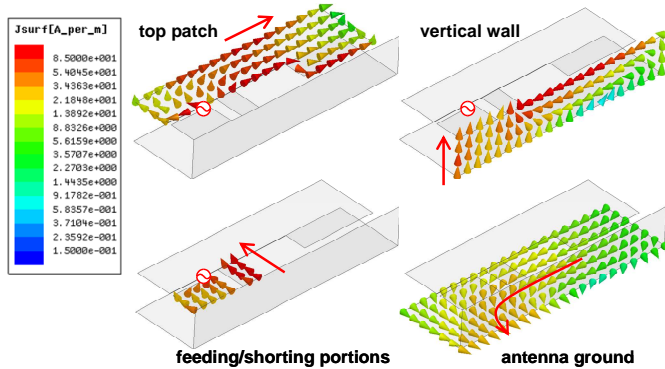 Jsurf[A_per_m]
8.5000e+001
5.4045e+001
3.4363e+001
2.1848e+001
1.3892e+001
8.8326e+000
5.6159e+000
3.5707e+000
2.2703e+000
1.4435e+000
9.1782e-001
5.8357e-001
3.7104e-001
2.3592e-001
1.5000e-001
top patch
vertical wall
feeding/shorting portions
antenna ground